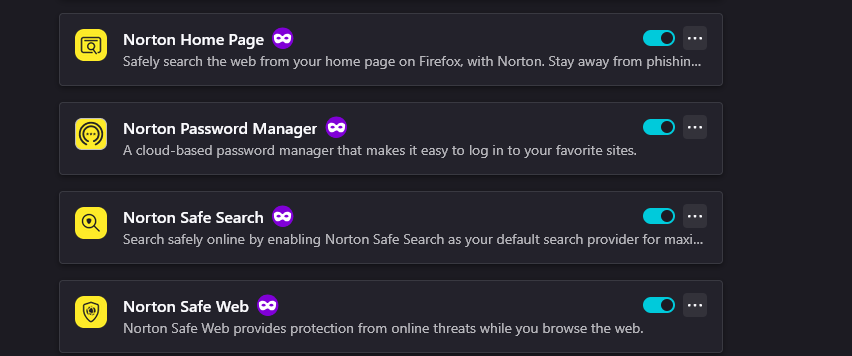 Norton Home Page
Safely search the web from your home page on Firefox, with Norton. Stay away from phishin...
Norton Password Manager
A cloud-based password manager that makes it easy to log in to your favorite sites.
Norton Safe Search
Search safely online by enabling Norton Safe Search as your default search provider for maxi...
Norton Safe Web
Norton Safe Web provides protection from online threats while you browse the web.